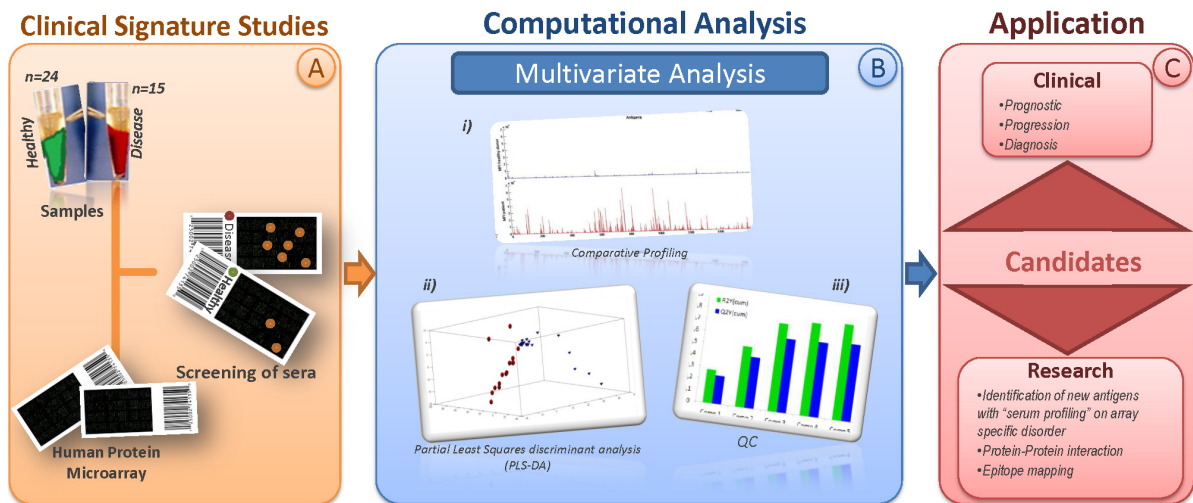 Clinical Signature Studies
A
n=24
n=15
Healthy
Disease
Samples
Disease
Healthy
Screening of sera
Human Protein
Microarray
Computational Analysis
B
Multivariate Analysis
i)
Antigens
Comparative Profiling
ii)
Partial Least Squares discriminant analysis
(PLS-DA)
iii)
R2Y[cum]
Q2Y[cum]
QC
Application
C
Clinical
•Prognostic
•Progression
•Diagnosis
Candidates
Research
•Identification of new antigens
with “serum profiling” on array
specific disorder
•Protein-Protein interaction
•Epitope mapping